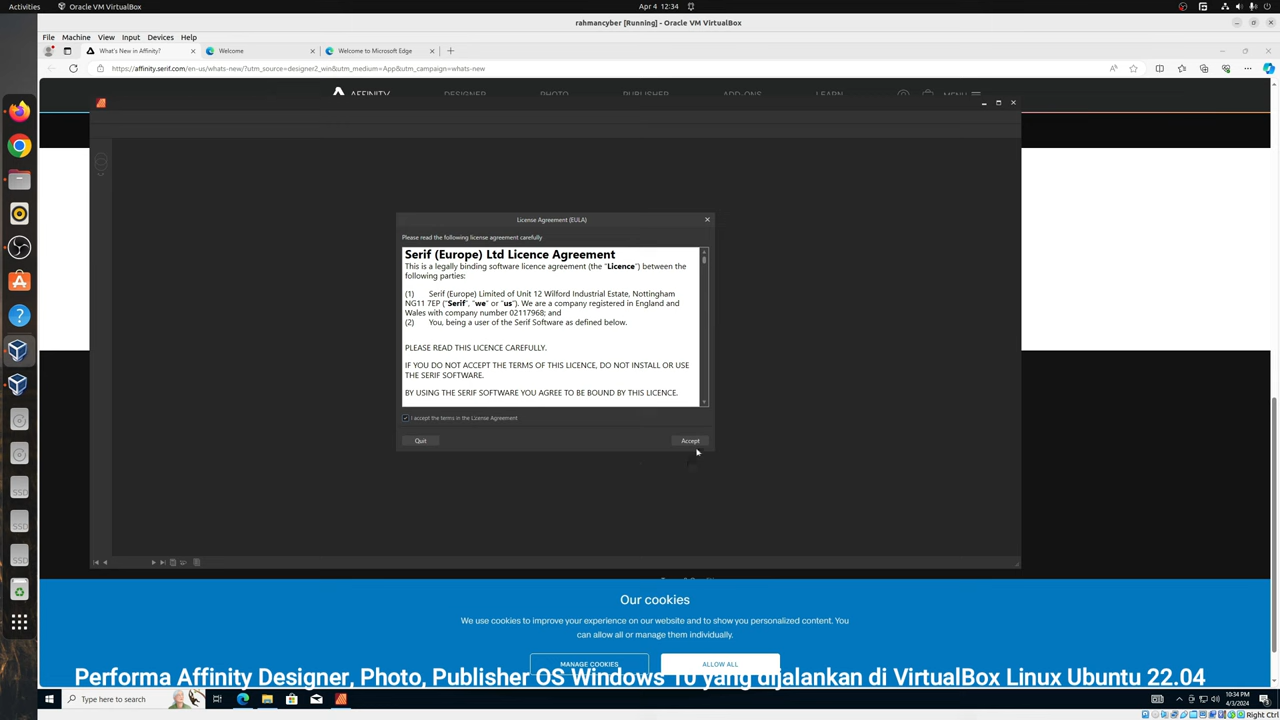 Activities
Oracle VM VirtualBox
Apr 4 12:34
rahmancyber [Running] - Oracle VM VirtualBox
File Machine View Input Devices Help
What's New in Affinity?
Welcome
Welcome to Microsoft Edge
https://affinity.serif.com/en-us/whats-new/?utm_source=designer2_win&utm_medium=App&utm_campaign=whats-new
AFFINITY DESIGNER PHOTO PUBLISHER ADD-ONS LEARN MENU
License Agreement (EULA)
Please read the following license agreement carefully
Serif (Europe) Ltd Licence Agreement
This is a legally binding software licence agreement (the "Licence") between the
following parties:
(1) Serif (Europe) Limited of Unit 12 Wilford Industrial Estate, Nottingham
NG11 7EP ("Serif", "we" or "us"). We are a company registered in England and
Wales with company number 02117968; and
(2) You, being a user of the Serif Software as defined below.
PLEASE READ THIS LICENCE CAREFULLY.
IF YOU DO NOT ACCEPT THE TERMS OF THIS LICENCE, DO NOT INSTALL OR USE
THE SERIF SOFTWARE.
BY USING THE SERIF SOFTWARE YOU AGREE TO BE BOUND BY THIS LICENCE.
I accept the terms in the License Agreement
Quit
Accept
Our cookies
We use cookies to improve your experience on our website and to show you personalized content. You
can allow all or manage them individually.
MANAGE COOKIES
ALLOW ALL
Performa Affinity Designer, Photo, Publisher OS Windows 10 yang dijalankan di VirtualBox Linux Ubuntu 22.04
Type here to search
10:34 PM
4/3/2024
Right Ctrl
SSD
SSD
SSD